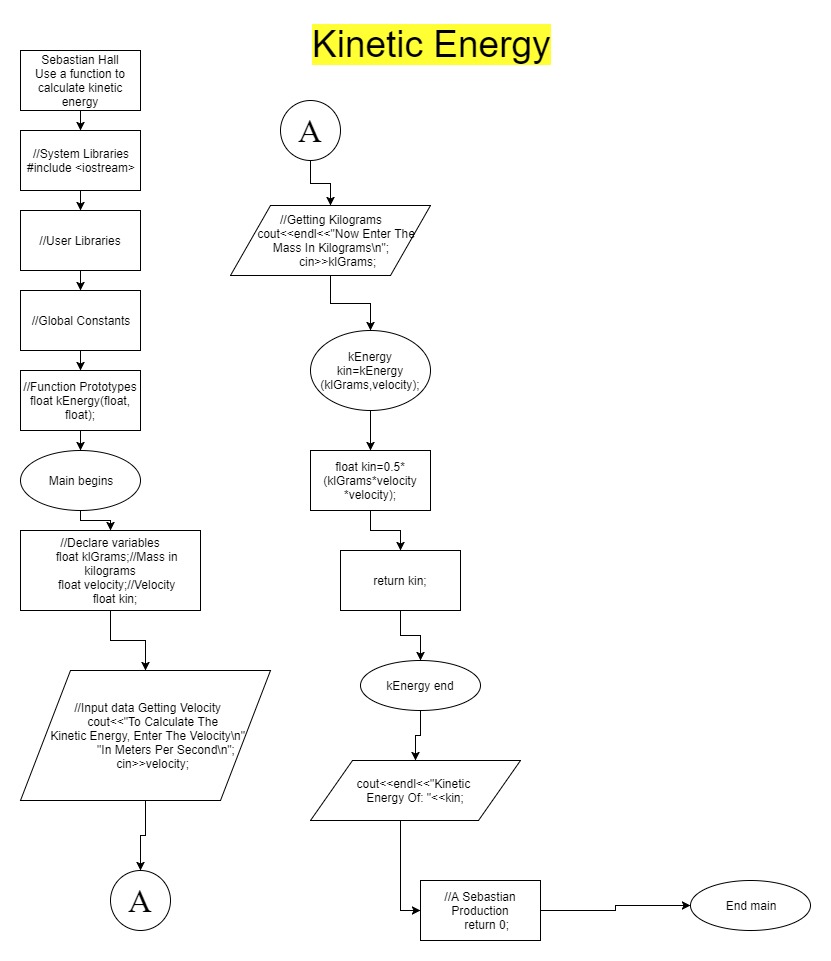 Kinetic Energy
Sebastian Hall
Use a function to
calculate kinetic
energy
//System Libraries
#include <iostream>
//User Libraries
//Global Constants
//Function Prototypes
float kEnergy(float,
float);
Main begins
//Declare variables
float klGrams;//Mass in
kilograms
float velocity;//Velocity
float kin;
//Input data Getting Velocity
cout<<"To Calculate The
Kinetic Energy, Enter The Velocity\n"
"In Meters Per Second\n";
cin>>velocity;
A
A
//Getting Kilograms
cout<<endl<<"Now Enter The
Mass In Kilograms\n";
cin>>klGrams;
kEnergy
kin=kEnergy
(klGrams,velocity);
float kin=0.5*
(klGrams*velocity
*velocity);
return kin;
kEnergy end
cout<<endl<<"Kinetic
Energy Of: "<<kin;
//A Sebastian
Production
return 0;
End main